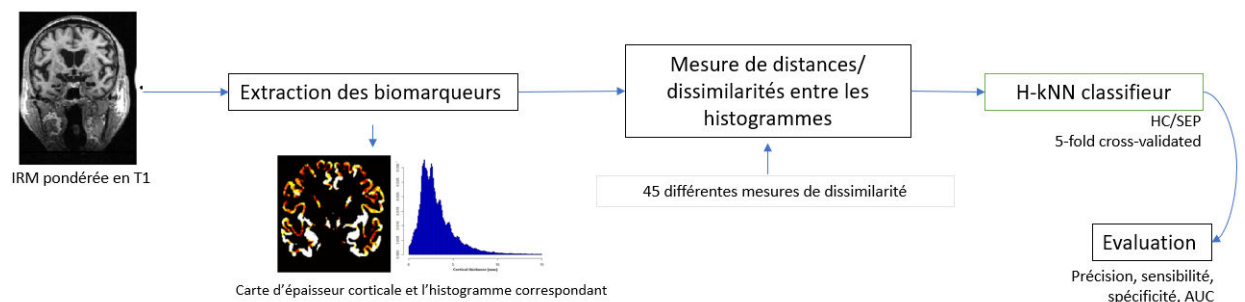 IRM pondérée en T1
Extraction des biomarqueurs
Carte d'épaisseur corticale et l'histogramme correspondant
Mesure de distances/
dissimilarités entre les
histogrammes
45 différentes mesures de dissimilarité
H-kNN classifieur
HC/SEP
5-fold cross-validated
Evaluation
Précision, sensibilité,
spécificité, AUC